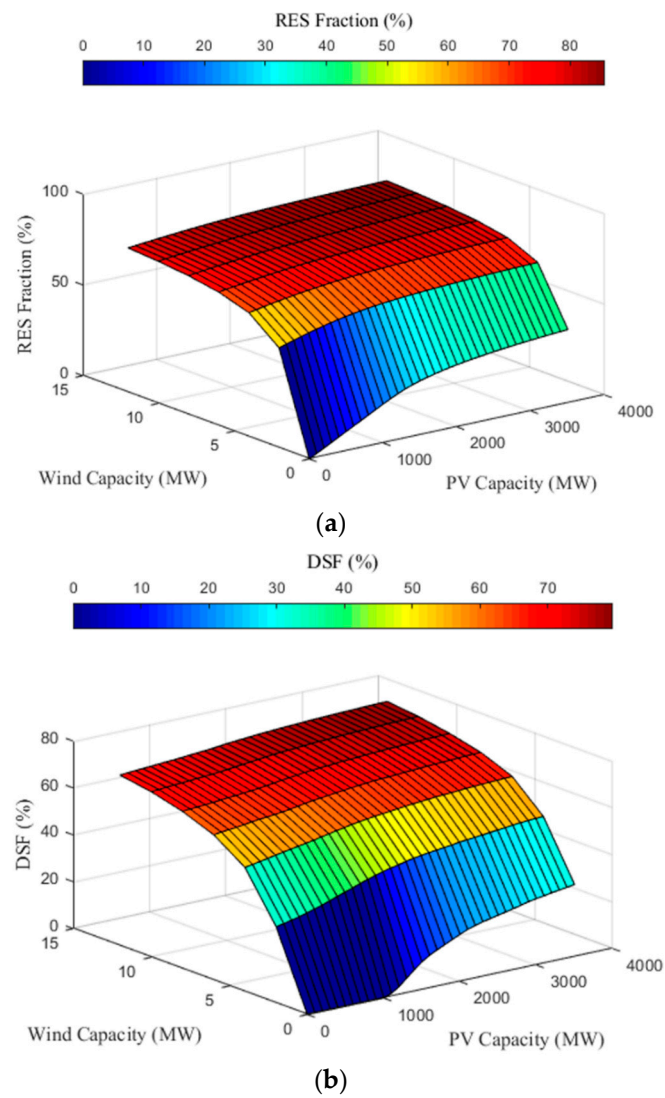 RES Fraction (%)
0 10 20 30 40 50 60 70 80
100
50
0
RES Fraction (%)
15
10
5
0
Wind Capacity (MW)
0
1000
2000
3000
4000
PV Capacity (MW)
(a)
DSF (%)
0 10 20 30 40 50 60 70
80
60
40
20
0
DSF (%)
15
10
5
0
Wind Capacity (MW)
0
1000
2000
3000
4000
PV Capacity (MW)
(b)